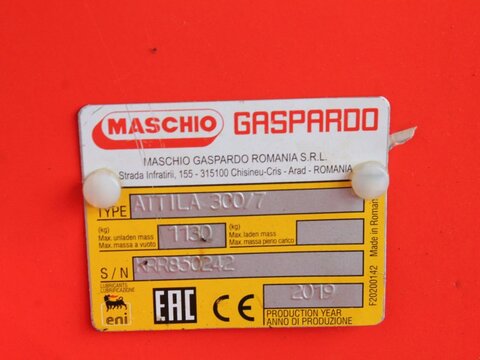 MASCHIO GASPARDO
MASCHIO GASPARDO ROMANIA S.R.L.
Strada Infratirii, 155 - 315100 Chisineu-Cris - Arad - ROMANIA
TYPE ATTILA 300/7
(kg)
Max. unladen mass
Max. massa a vuoto
1130
(kg)
Max. laden mass
Max. massa pieno carico
S/N KRR850242
LUBRICANTE
LUBRIFICAZIONE
eni
EAC CE
2019
PRODUCTION YEAR
ANNO DI PRODUZIONE
F20200142 Made in Roman